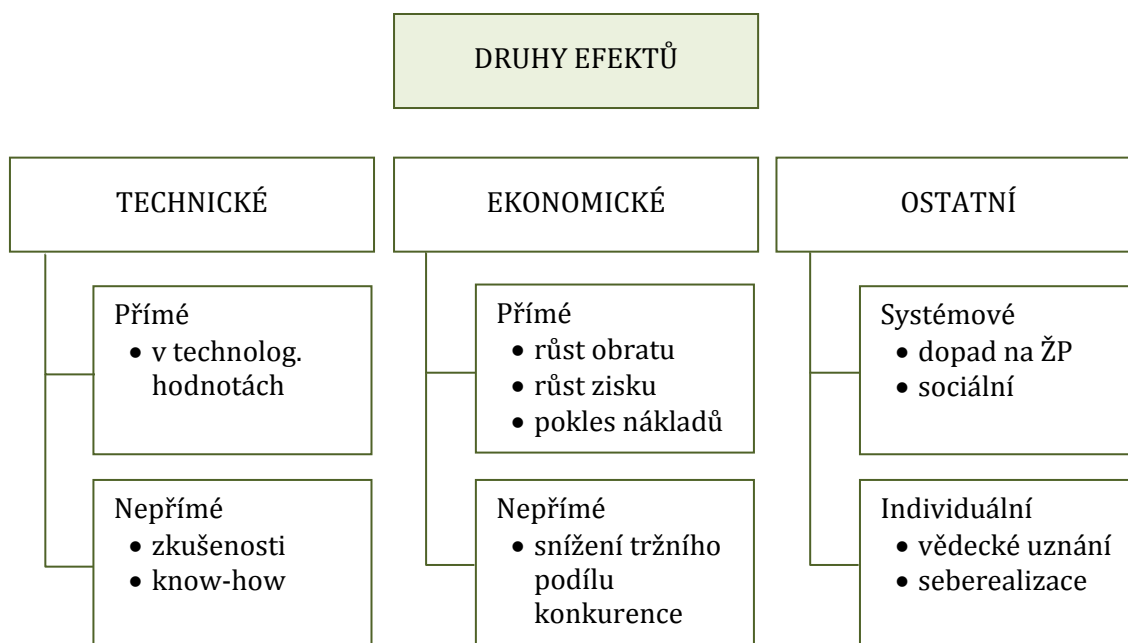 DRUHY EFEKTŮ
TECHNICKÉ
EKONOMICKÉ
OSTATNÍ
Přímé
• v technolog.
hodnotách
Přímé
• růst obratu
• růst zisku
• pokles nákladů
Systémové
• dopad na ŽP
• sociální
Nepřímé
• zkušenosti
• know-how
Nepřímé
• snížení tržního
podílu
konkurence
Individuální
• vědecké uznání
• seberealizace